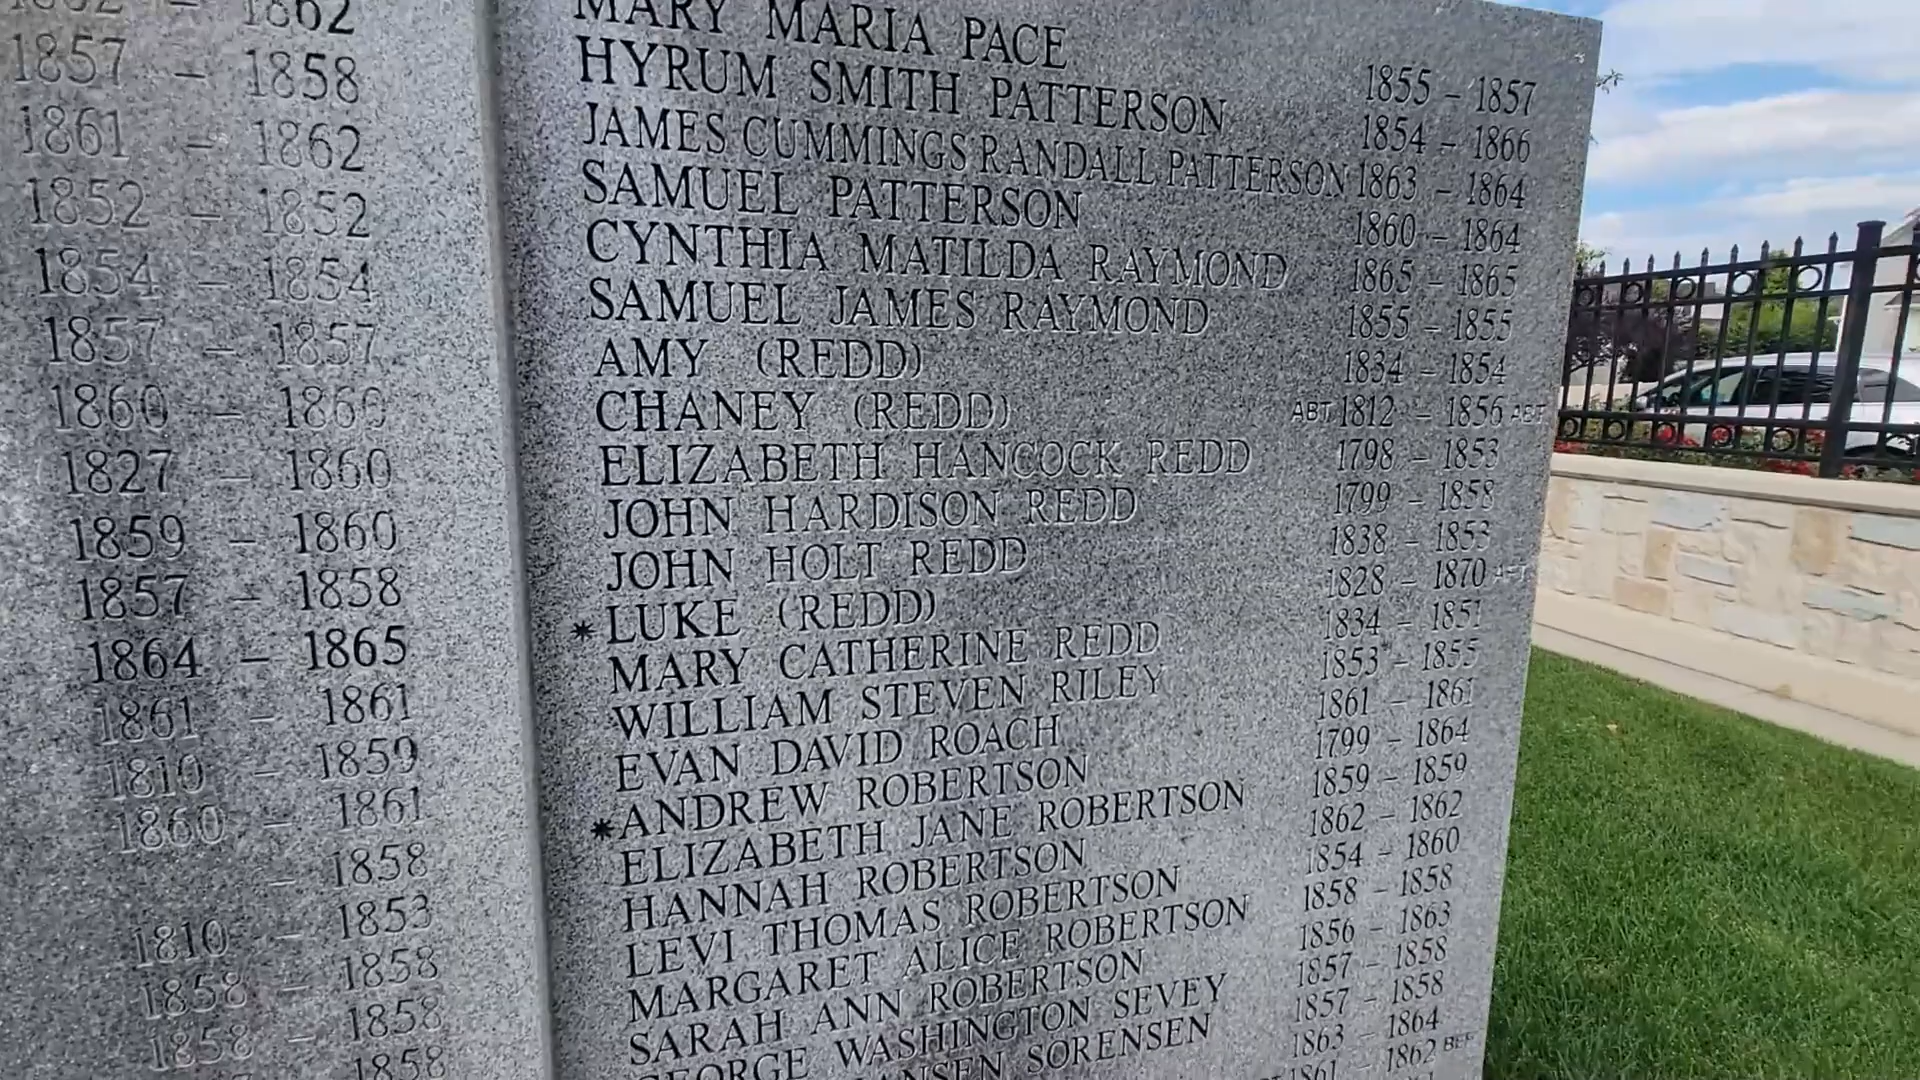 1862
1857 – 1858
1861 – 1862
1852 – 1852
1854 – 1854
1857 – 1857
1860 – 1860
1827 – 1860
1859 – 1860
1857 – 1858
1864 – 1865
1861 – 1861
1810 – 1859
1860 – 1861
– 1858
1810 – 1853
1858 – 1858
1858 – 1858
1858
MARY MARIA PACE 1855 – 1857
HYRUM SMITH PATTERSON 1854 – 1866
JAMES CUMMINGS RANDALL PATTERSON 1863 – 1864
SAMUEL PATTERSON 1860 – 1864
CYNTHIA MATILDA RAYMOND 1865 – 1865
SAMUEL JAMES RAYMOND 1855 – 1855
AMY (REDD) 1834 – 1854
CHANEY (REDD) ABT 1812 – 1856 ABT
ELIZABETH HANCOCK REDD 1798 – 1853
JOHN HARDISON REDD 1799 – 1858
JOHN HOLT REDD 1838 – 1853
*LUKE (REDD) 1828 – 1870
MARY CATHERINE REDD 1834 – 1851
WILLIAM STEVEN RILEY 1853 – 1855
EVAN DAVID ROACH 1861 – 1861
*ANDREW ROBERTSON 1799 – 1864
ELIZABETH JANE ROBERTSON 1859 – 1859
HANNAH ROBERTSON 1862 – 1862
LEVI THOMAS ROBERTSON 1854 – 1860
MARGARET ALICE ROBERTSON 1858 – 1858
SARAH ANN ROBERTSON 1856 – 1863
GEORGE WASHINGTON SEVEY 1857 – 1858
SORENSEN 1857 – 1858
1863 – 1864
1861 – 1862 BEF